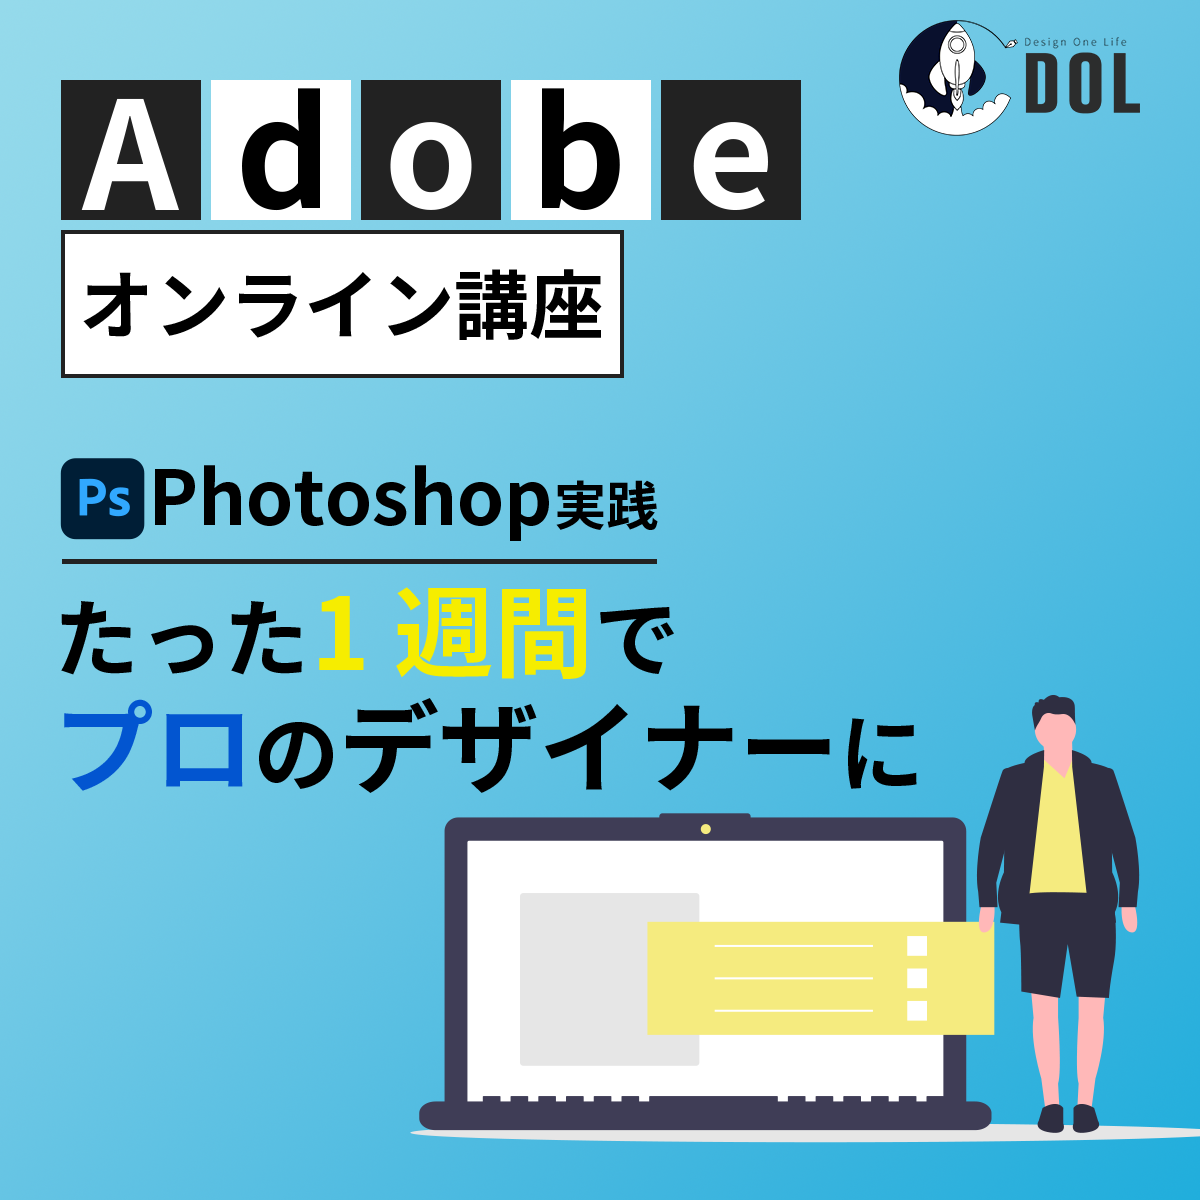 Design One Life
DOL
Adobe
オンライン講座
Ps Photoshop実践
たった1週間で
プロのデザイナーに